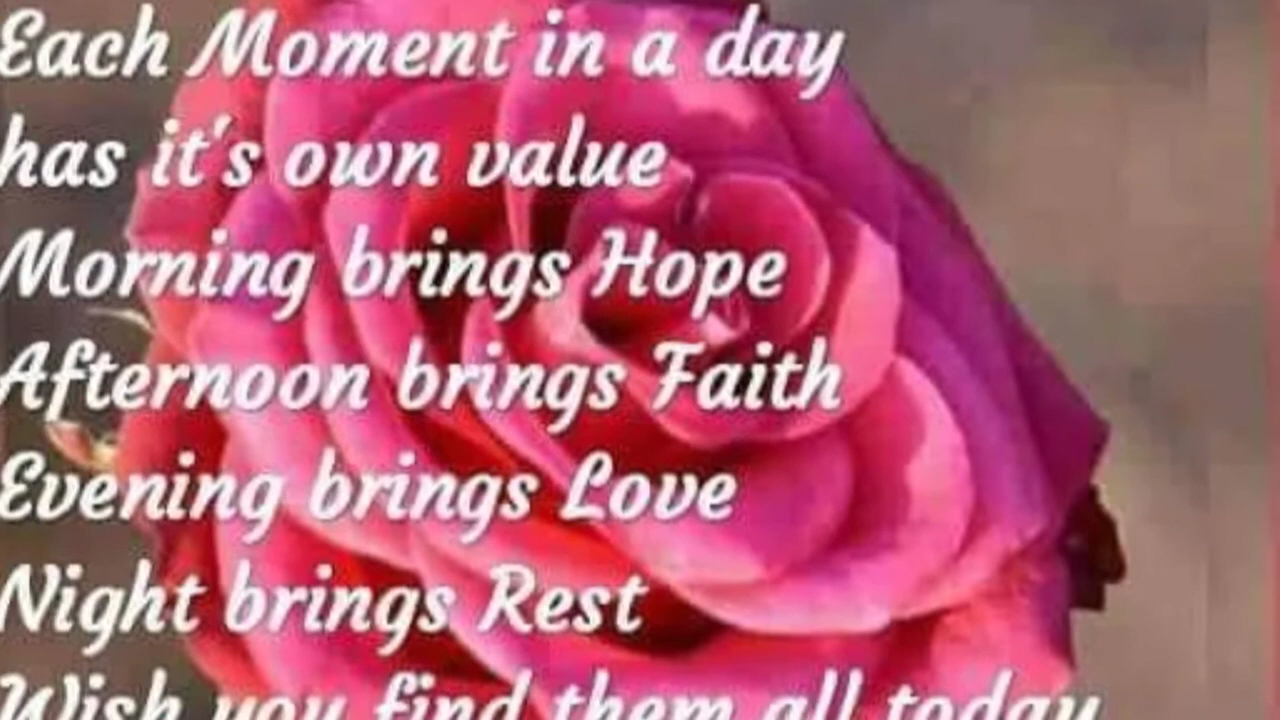 Each Moment in a day
has it's own value
Morning brings Hope
Afternoon brings Faith
Evening brings Love
Night brings Rest
Wish you find them all today